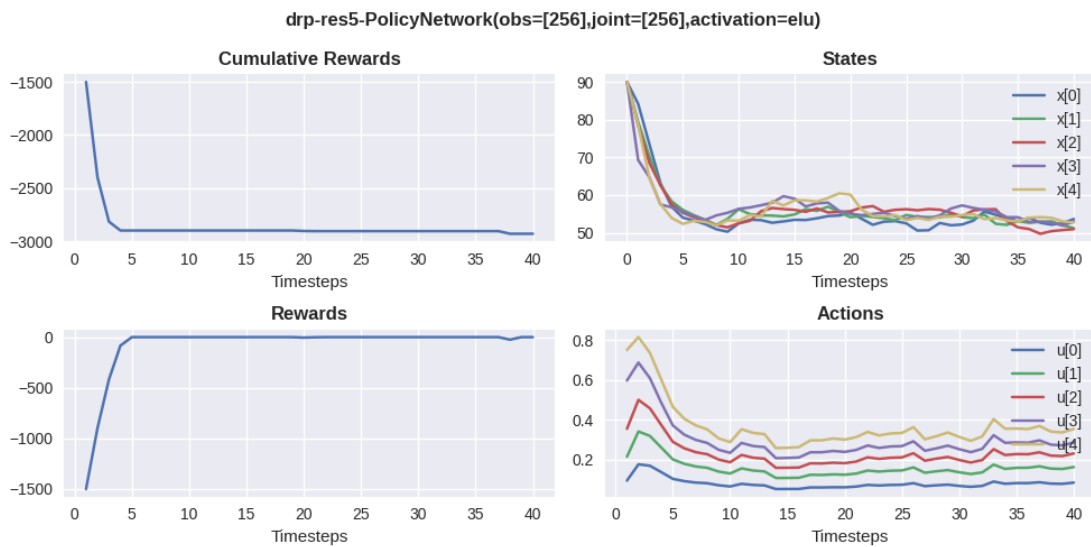 drp-res5-PolicyNetwork(obs=[256],joint=[256],activation=elu)
Cumulative Rewards
−1500
−2000
−2500
−3000
0 5 10 15 20 25 30 35 40
Timesteps
States
90
80
70
60
50
x[0]
x[1]
x[2]
x[3]
x[4]
0 5 10 15 20 25 30 35 40
Timesteps
Rewards
0
−500
−1000
−1500
0 5 10 15 20 25 30 35 40
Timesteps
Actions
0.8
0.6
0.4
0.2
u[0]
u[1]
u[2]
u[3]
u[4]
0 5 10 15 20 25 30 35 40
Timesteps